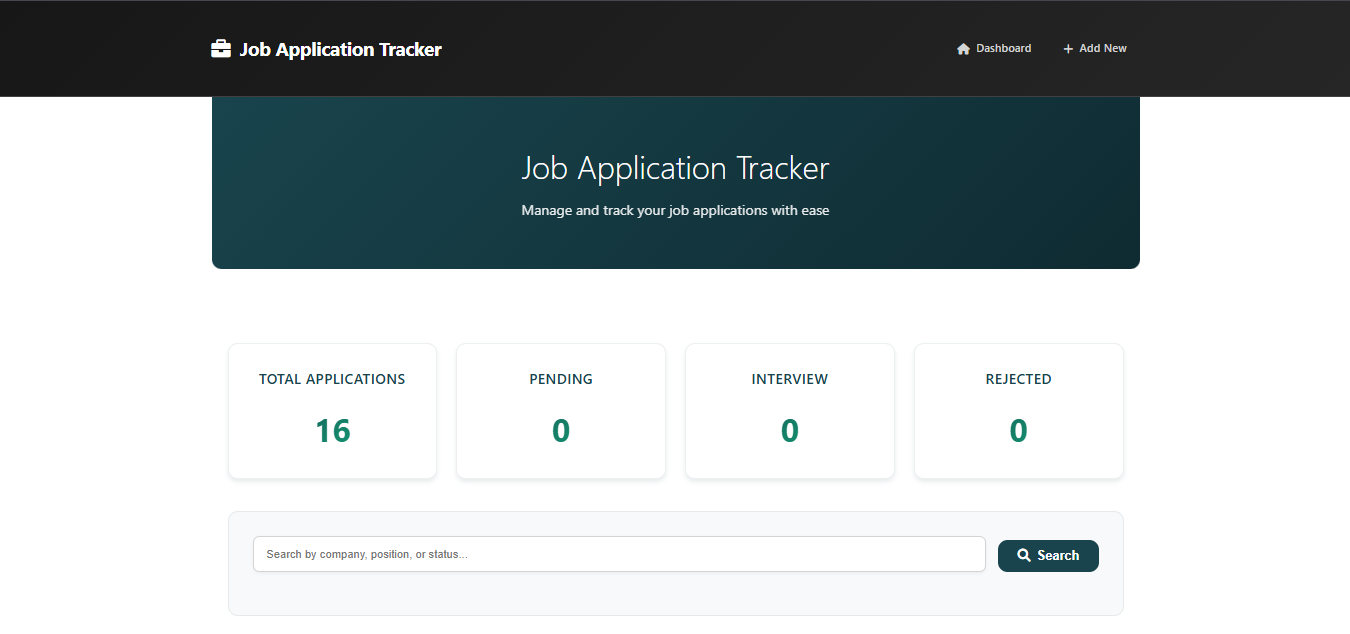 Job Application Tracker
Dashboard
Add New
Job Application Tracker
Manage and track your job applications with ease
TOTAL APPLICATIONS
16
PENDING
0
INTERVIEW
0
REJECTED
0
Search by company, position, or status...
Search